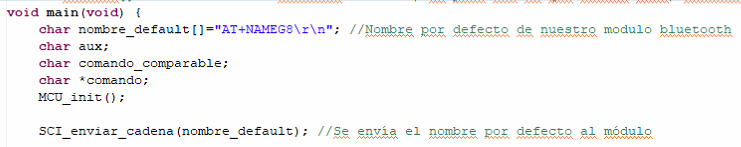 void main(void) {
char nombre_default[]="AT+NAMEG8\r\n"; //Nombre por defecto de nuestro modulo bluetooth
char aux;
char comando_comparable;
char *comando;
MCU_init();
SCI_enviar_cadena(nombre_default); //Se envía el nombre por defecto al módulo